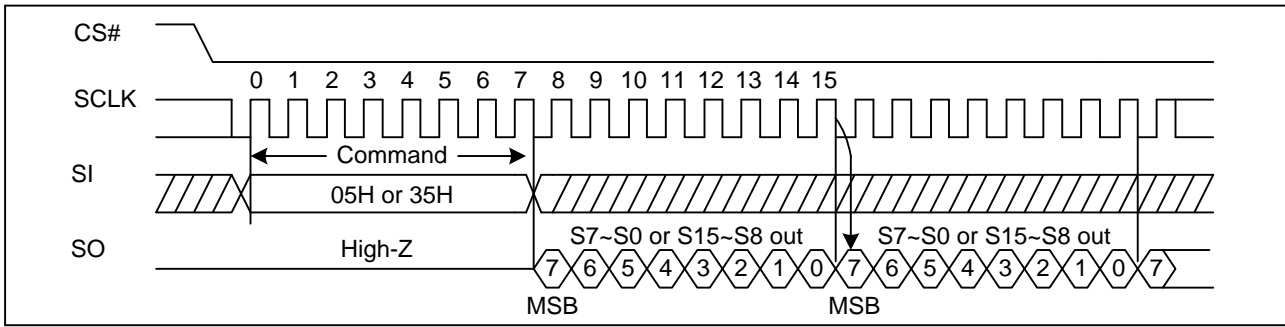 CS#
0 1 2 3 4 5 6 7 8 9 10 11 12 13 14 15
SCLK
Command
SI
05H or 35H
S7~S0 or S15~S8 out S7~S0 or S15~S8 out
SO
High-Z
7 6 5 4 3 2 1 0 7 6 5 4 3 2 1 0 7
MSB MSB